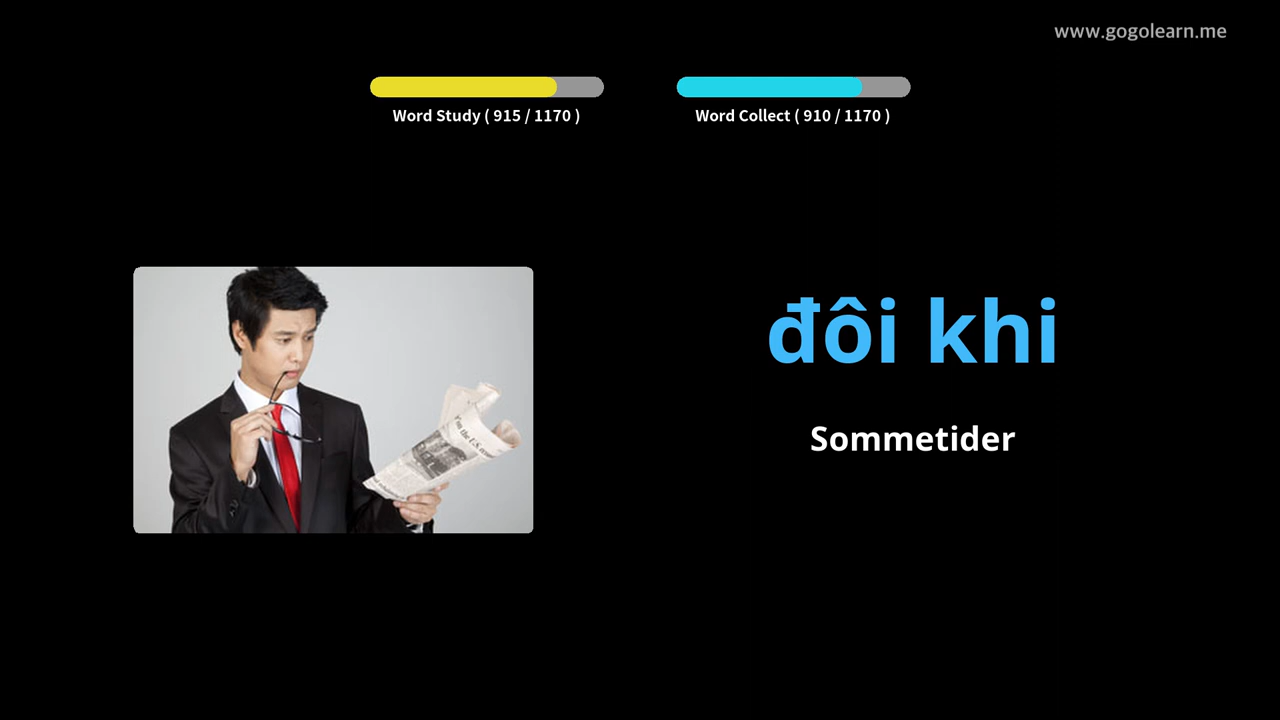 www.gogolearn.me
Word Study ( 915 / 1170 )
Word Collect ( 910 / 1170 )
đôi khi
Sommetider